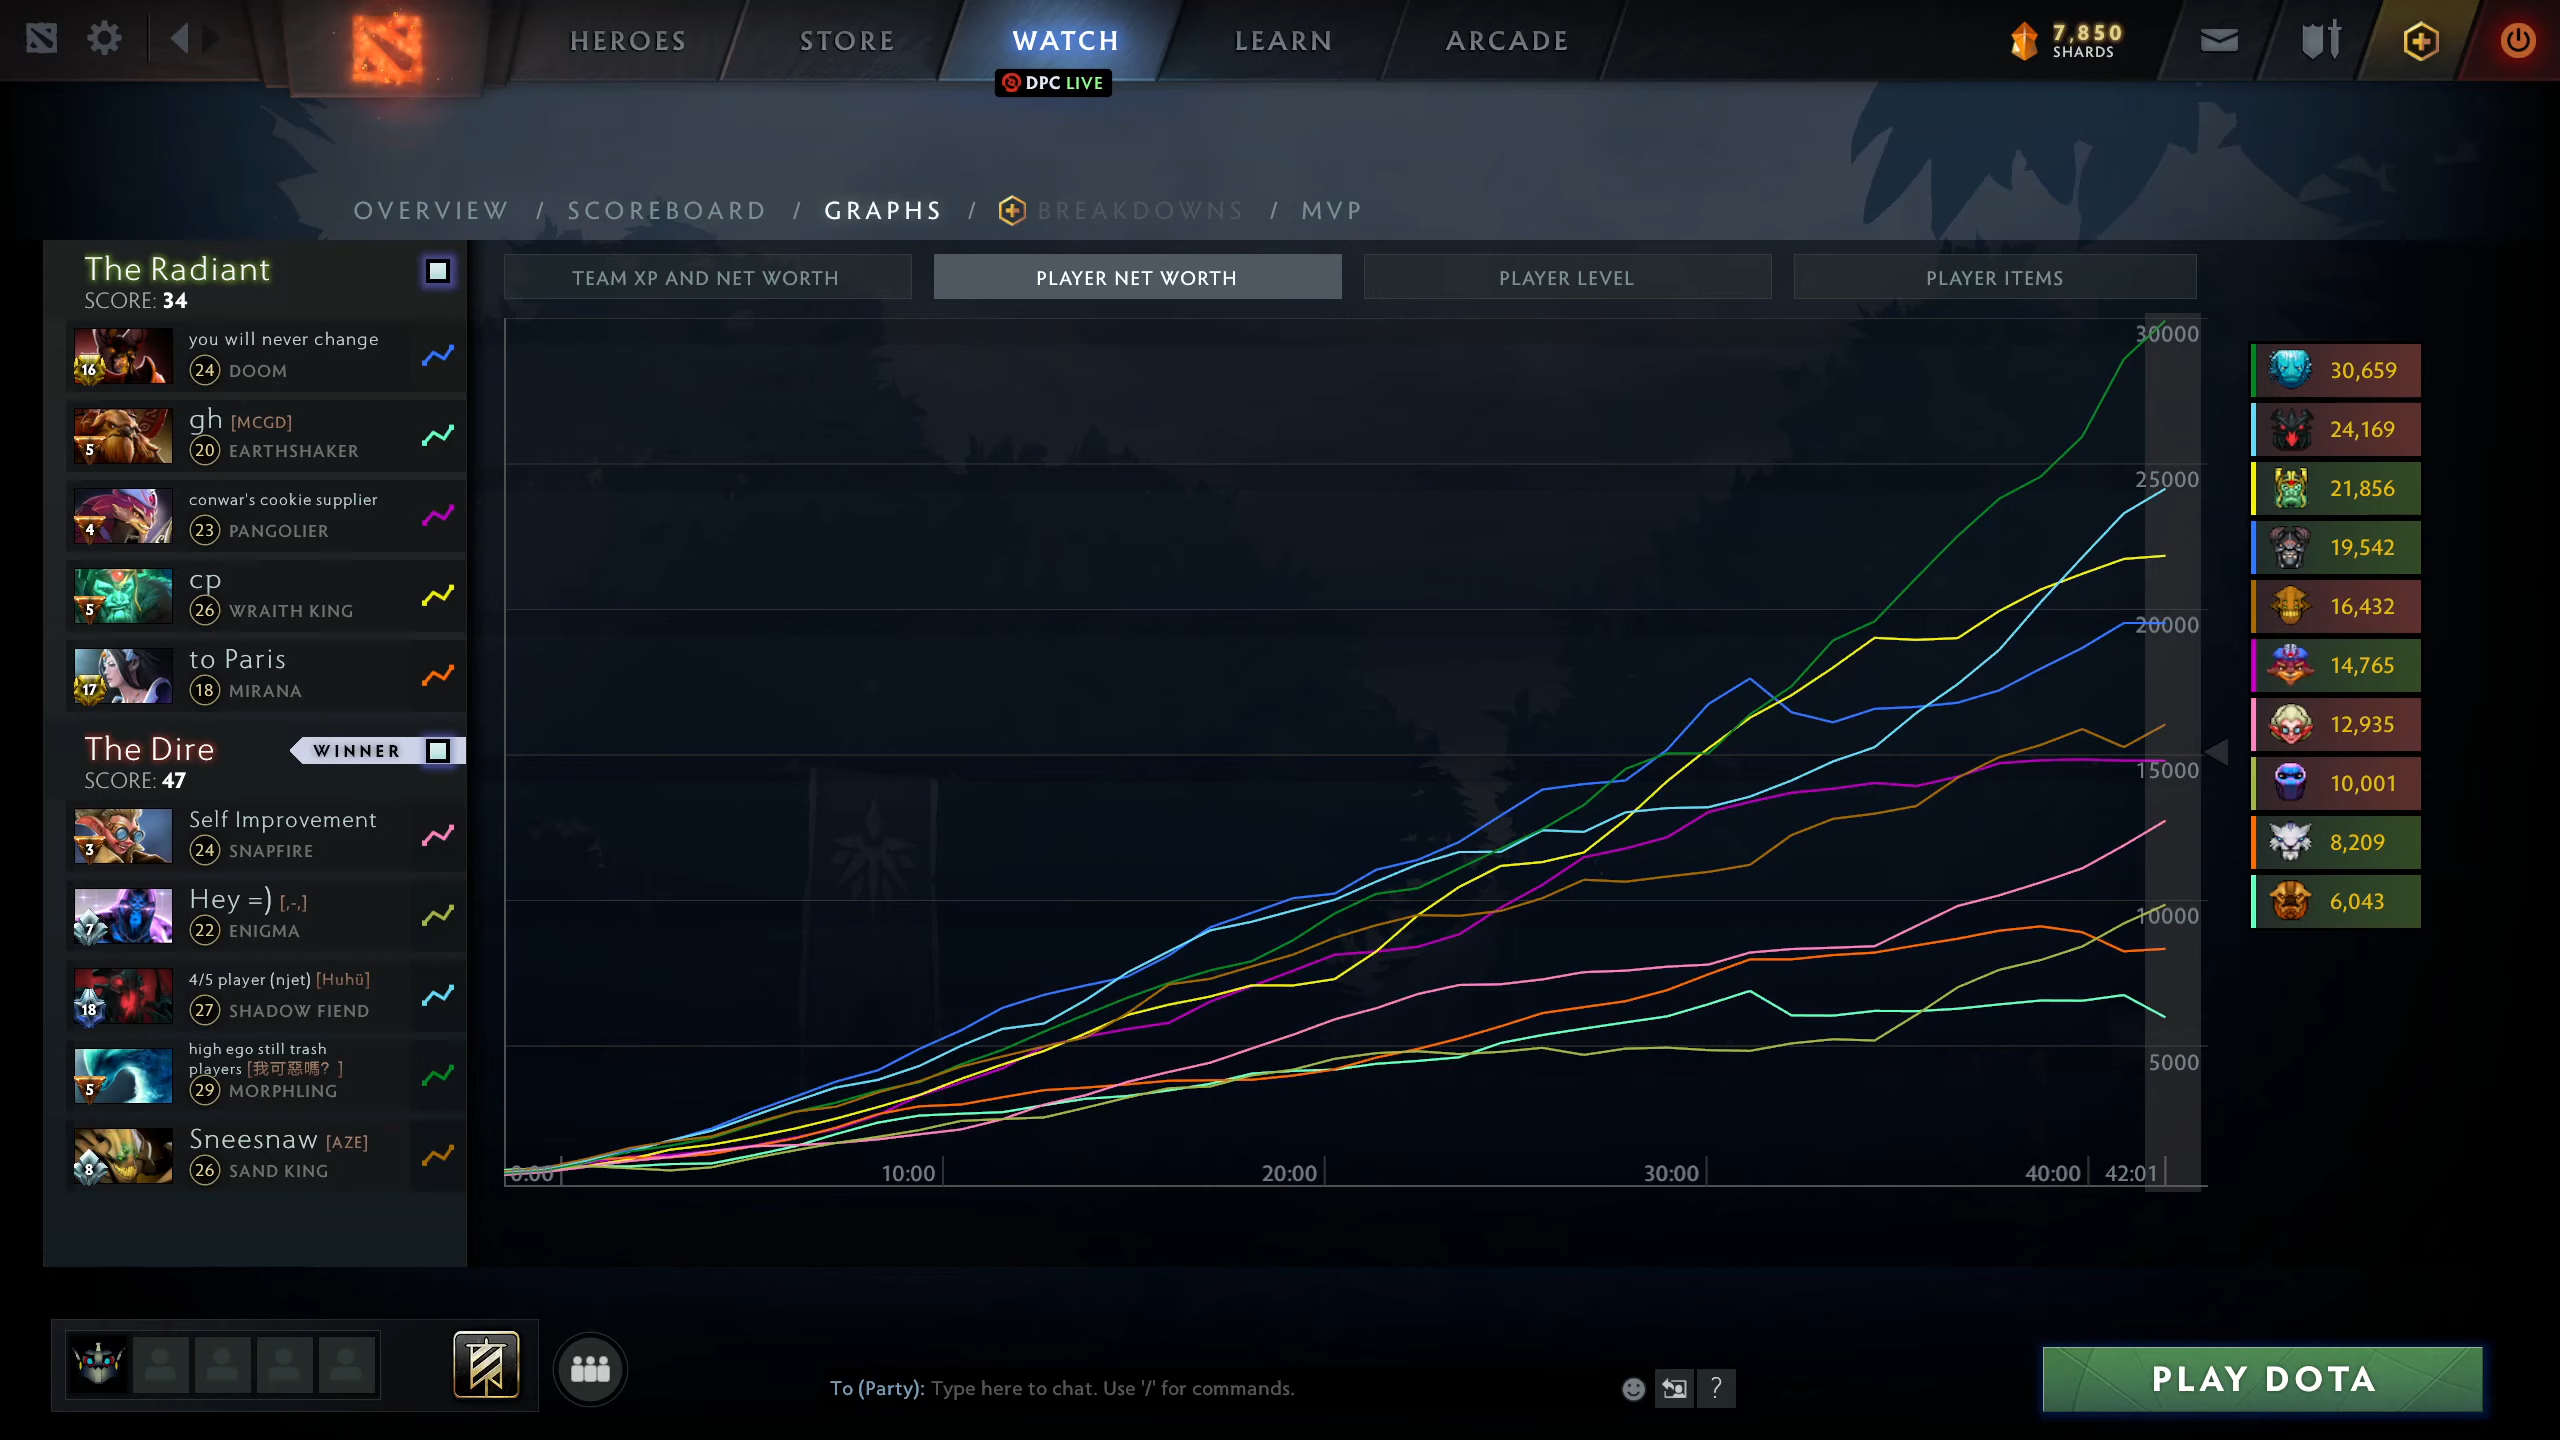 HEROES STORE WATCH LEARN ARCADE
7,850
SHARDS
DPC LIVE
OVERVIEW / SCOREBOARD / GRAPHS / BREAKDOWNS / MVP
The Radiant
SCORE: 34
16
you will never change
24 DOOM
5
gh [MCGD]
20 EARTHSHAKER
4
conwar's cookie supplier
23 PANGOLIER
5
cp
26 WRAITH KING
17
to Paris
18 MIRANA
The Dire
WINNER
SCORE: 47
3
Self Improvement
24 SNAPFIRE
7
Hey =) [,-,]
22 ENIGMA
18
4/5 player (njet) [Huhü]
27 SHADOW FIEND
5
high ego still trash
players [我可惡嗎? ]
29 MORPHLING
8
Sneesnaw [AZE]
26 SAND KING
TEAM XP AND NET WORTH
PLAYER NET WORTH
PLAYER LEVEL
PLAYER ITEMS
30000
25000
20000
15000
10000
5000
0:00 10:00 20:00 30:00 40:00 42:01
30,659
24,169
21,856
19,542
16,432
14,765
12,935
10,001
8,209
6,043
To (Party): Type here to chat. Use '/' for commands.
?
PLAY DOTA